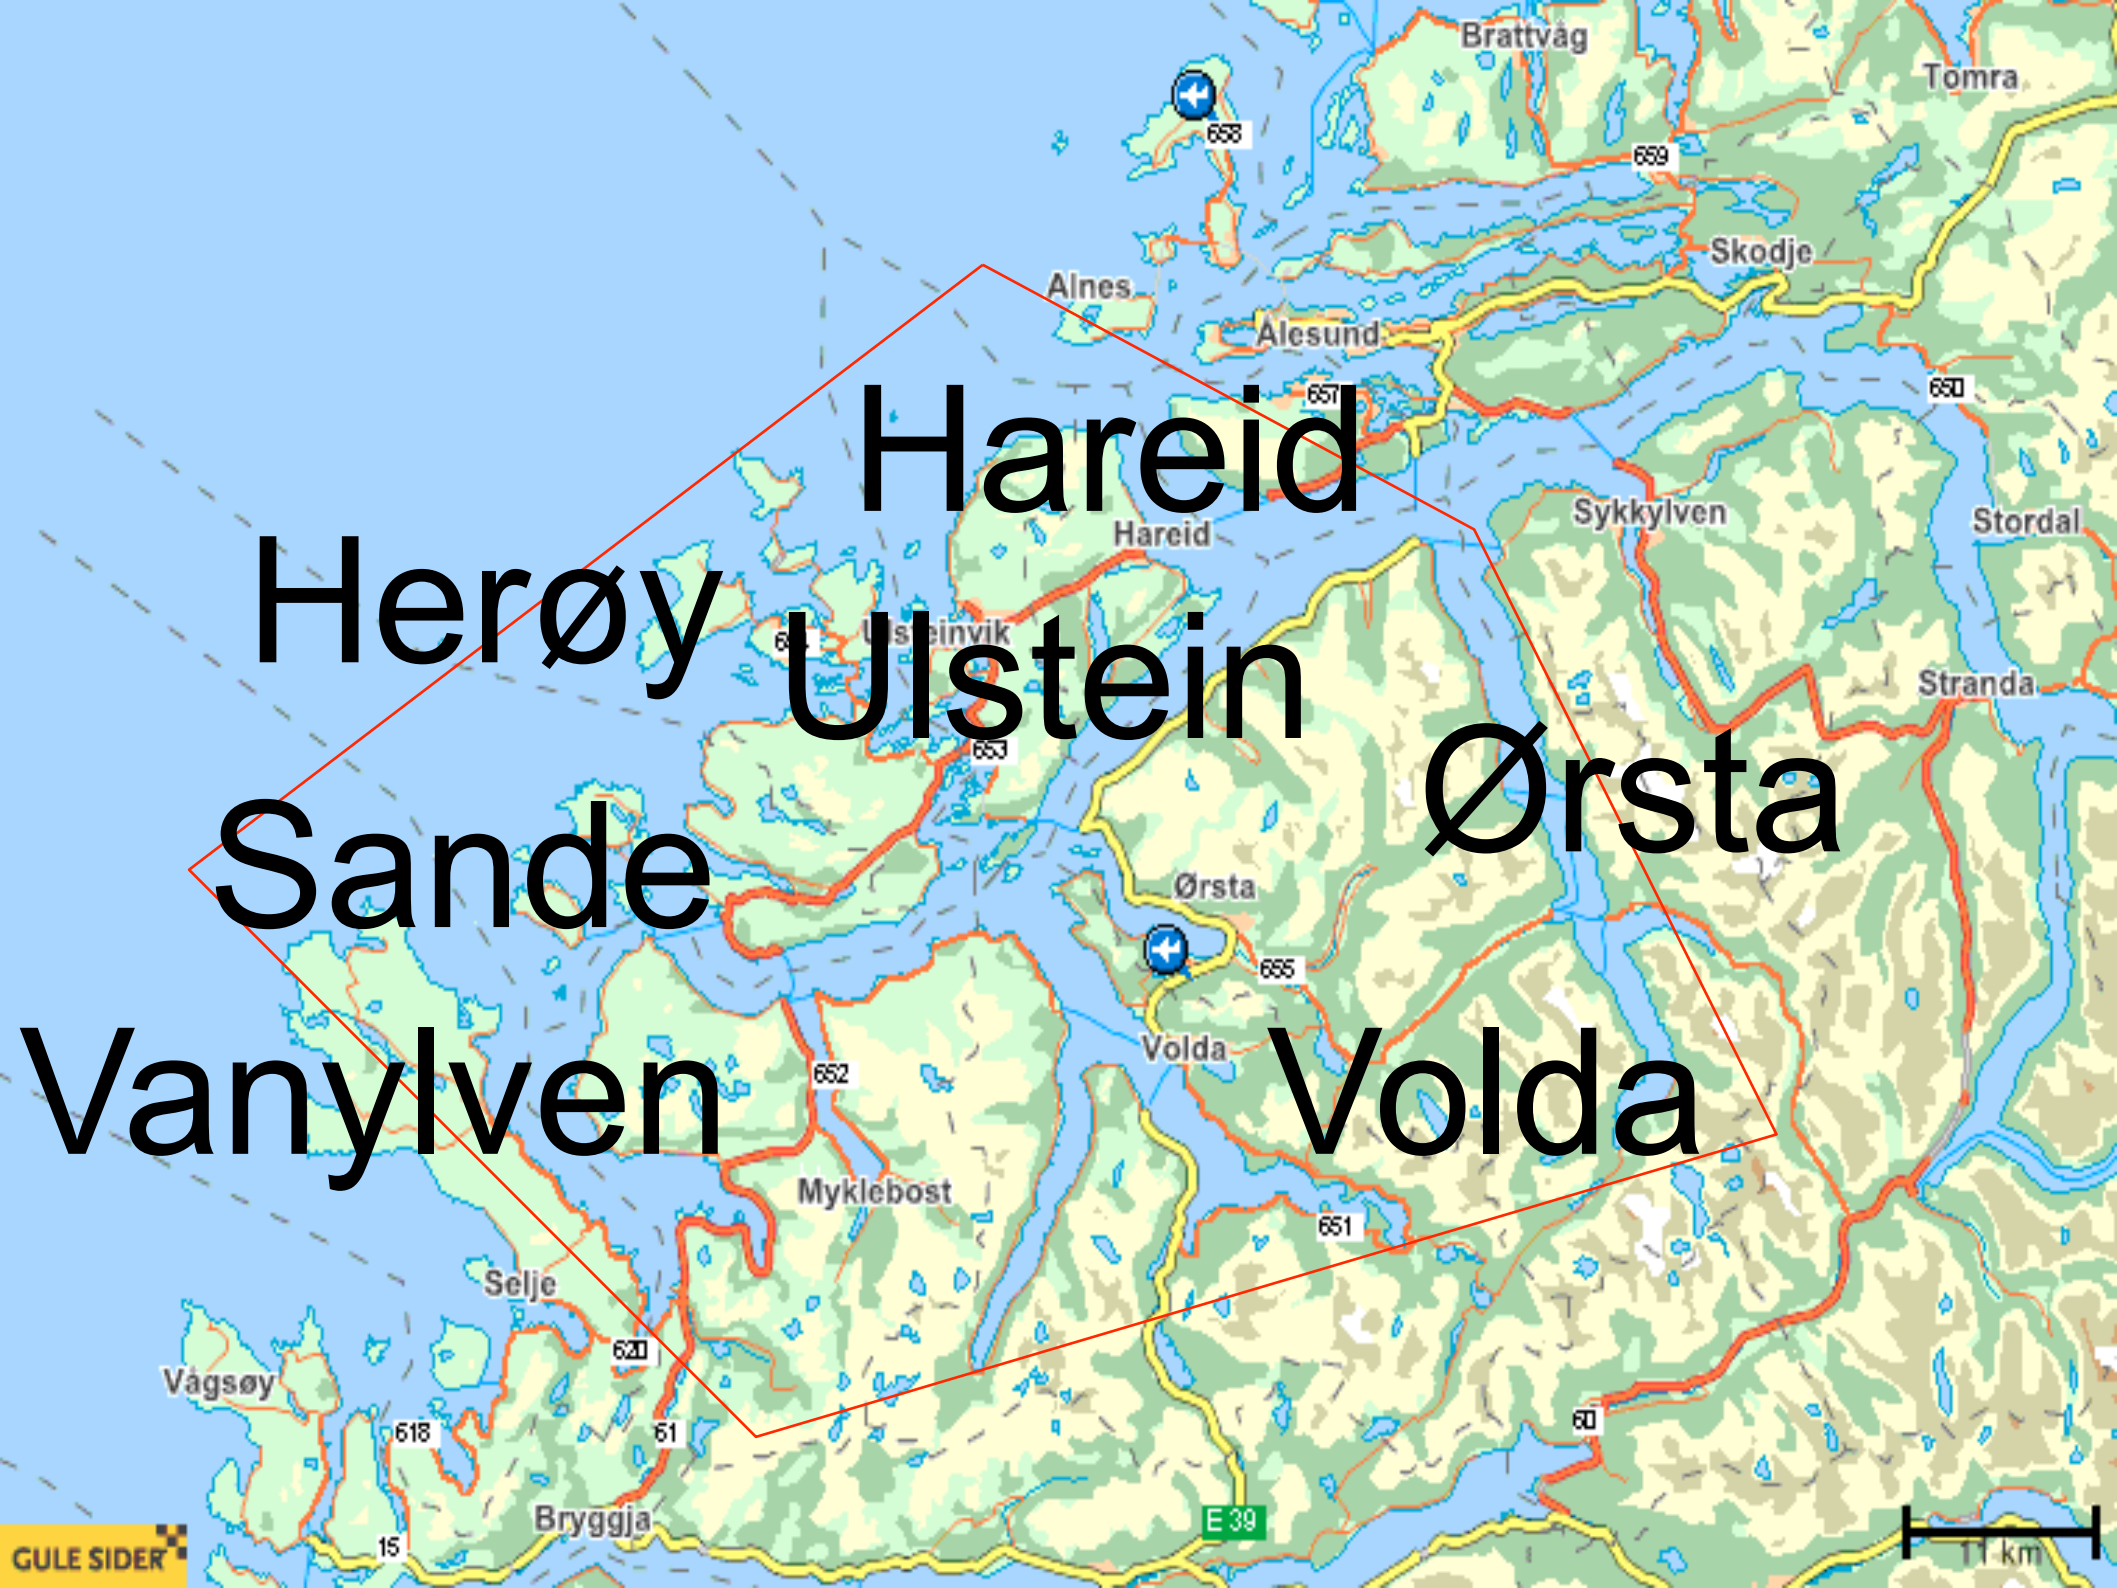 Brattvåg
Tomra
658
659
Skodje
Alnes
Ålesund
650
657
Hareid
Hareid
Sykkylven
Stordal
Herøy
Ulsteinvik
Ulstein
Stranda
653
Ørsta
Sande
Ørsta
655
Vanylven
652
Volda
Volda
Myklebost
651
Selje
620
Vågsøy
618
61
60
Bryggja
E 39
15
GULE SIDER
11 km